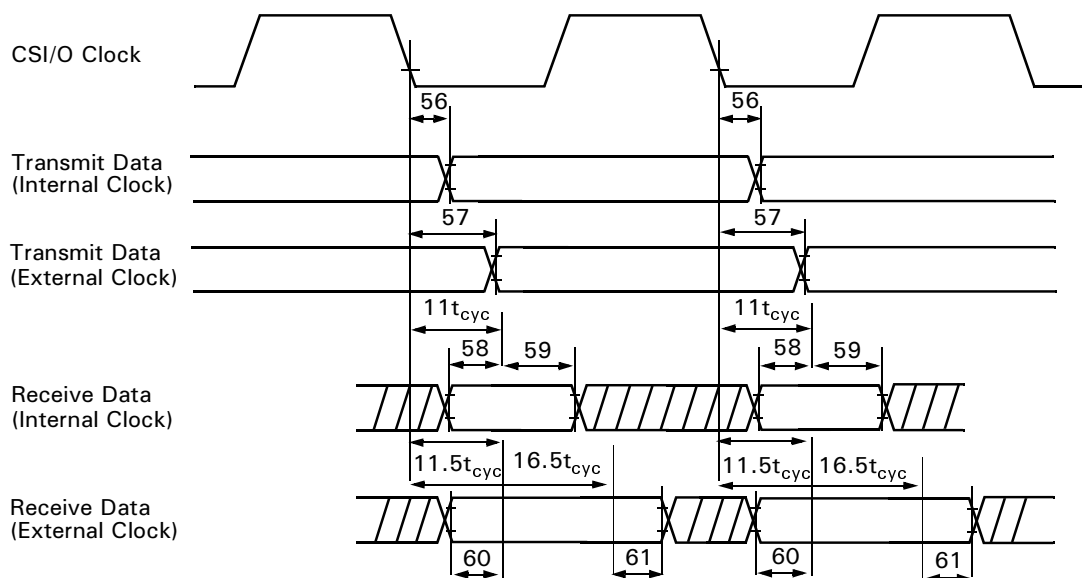 CSI/O Clock
56 56
Transmit Data
(Internal Clock)
57 57
Transmit Data
(External Clock)
11tcyc 11tcyc
58 59 58 59
Receive Data
(Internal Clock)
11.5tcyc 16.5tcyc 11.5tcyc 16.5tcyc
Receive Data
(External Clock)
60 61 60 61